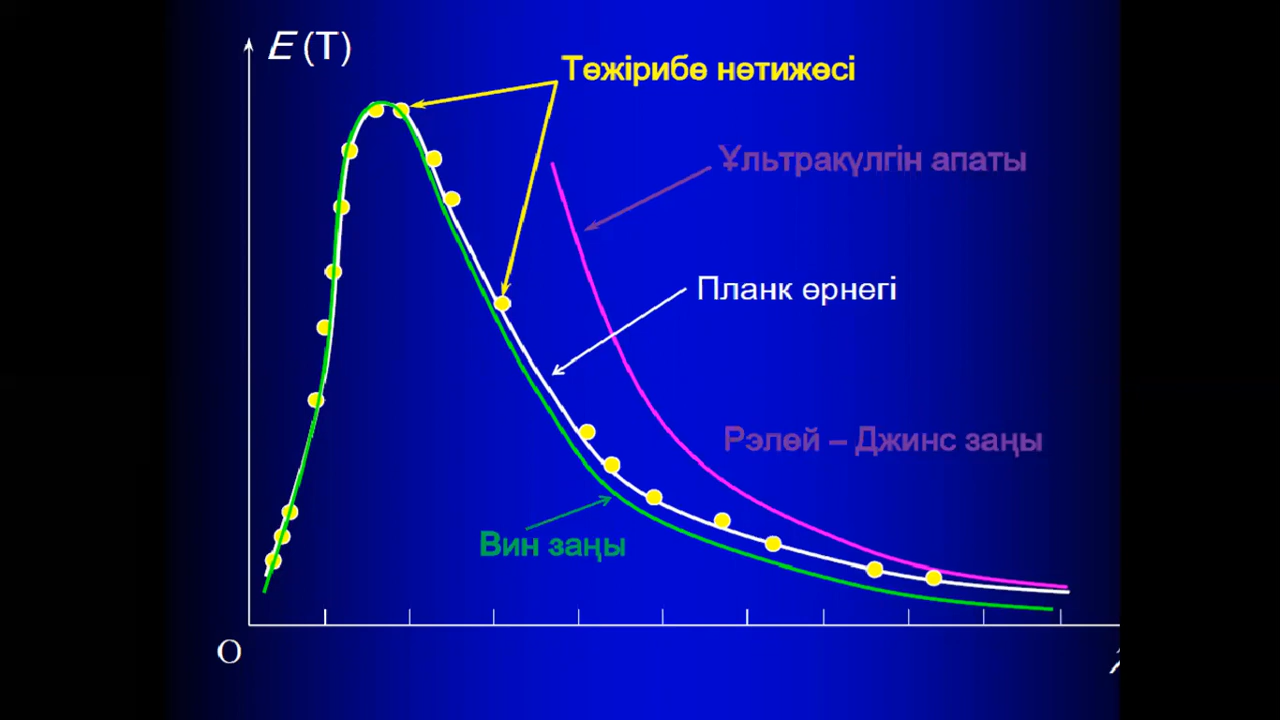 E (T)
Тәжірибе нәтижесі
Ұльтракүлгін апаты
Планк өрнегі
Рэлей – Джинс заңы
Вин заңы
O